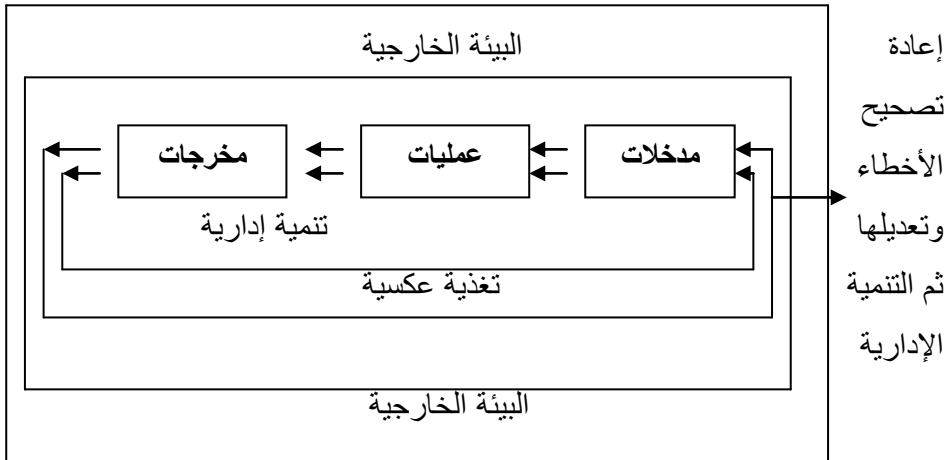 البيئة الخارجية
مدخلات
عمليات
مخرجات
تنمية إدارية
تغذية عكسية
البيئة الخارجية
إعادة
تصحيح
الأخطاء
وتعديلها
ثم التنمية
الإدارية